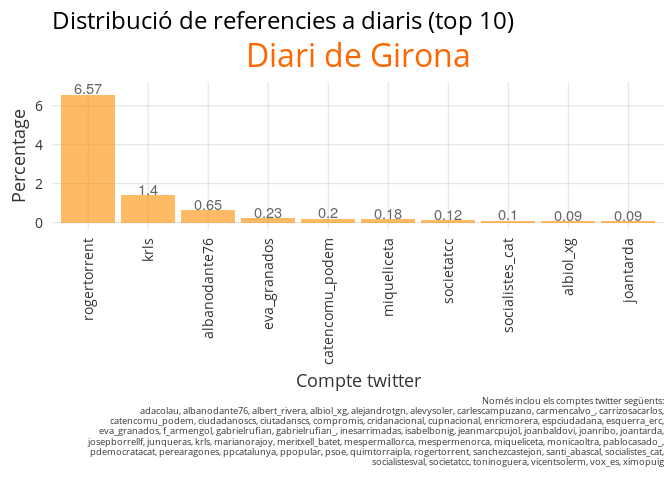 Distribució de referencies a diaris (top 10)
Diari de Girona
Percentage
6
4
2
0
6.57
1.4
0.65
0.23
0.2
0.18
0.12
0.1
0.09
0.09
rogertorrent
krls
albanodante76
eva_granados
catencomu_podem
miqueliceta
societatcc
socialistes_cat
albiol_xg
joantarda
Compte twitter
Només inclou els comptes twitter següents:
adacolau, albanodante76, albert_rivera, albiol_xg, alejandrotgn, alevysoler, carlescampuzano, carmencalvo_, carrizosacarlos,
catencomu_podem, ciudadanoscs, ciutadanscs, compromis, cridanacional, cupnacional, enricmorera, espciudadana, esquerra_erc,
eva_granados, f_armengol, gabrielrufian, gabrielrufian_, inesarrimadas, isabelbonig, jeanmarcpujol, joanbaldovi, joanribo, joantarda,
josepborrellf, junqueras, krls, marianorajoy, meritxell_batet, mespermallorca, mespermenorca, miqueliceta, monicaoltra, pablocasado_,
pdemocratacat, perearagones, ppcatalunya, ppopular, psoe, quimtorraipla, rogertorrent, sanchezcastejon, santi_abascal, socialistes_cat,
socialistesval, societatcc, toninoguera, vicentsolerm, vox_es, ximopuig